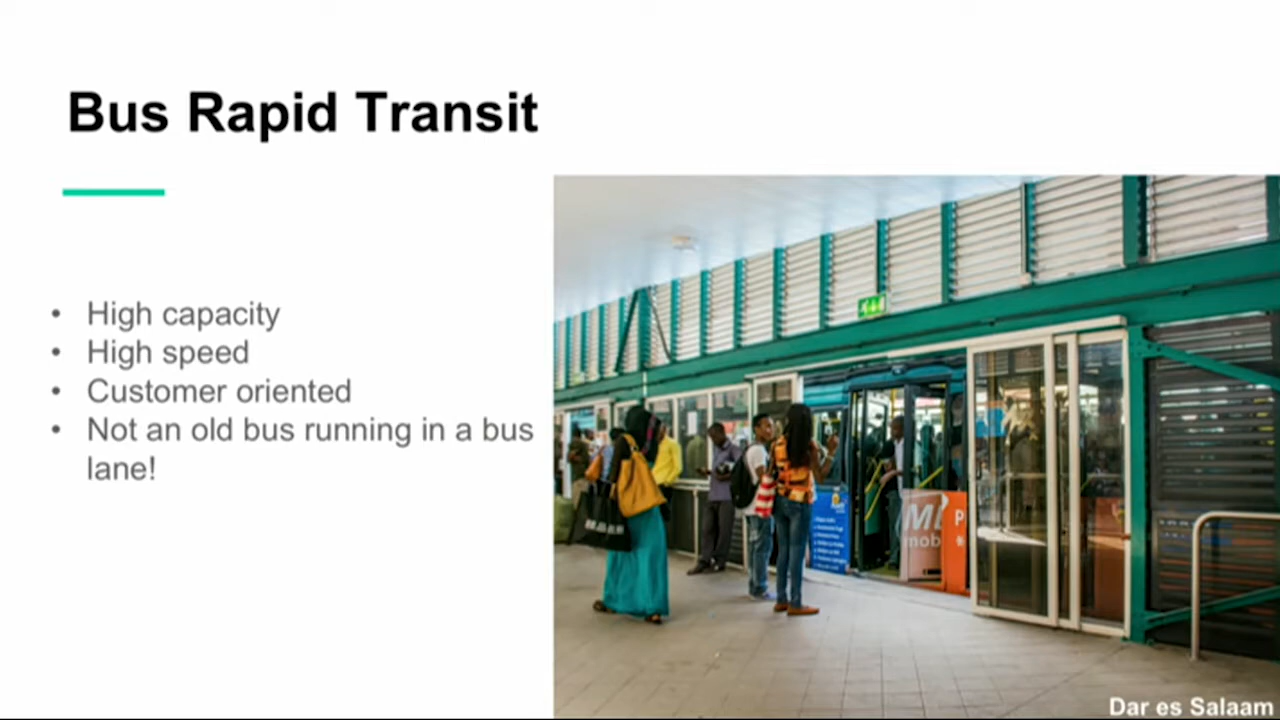 Bus Rapid Transit
• High capacity
• High speed
• Customer oriented
• Not an old bus running in a bus
lane!
mob
P
Dar es Salaam